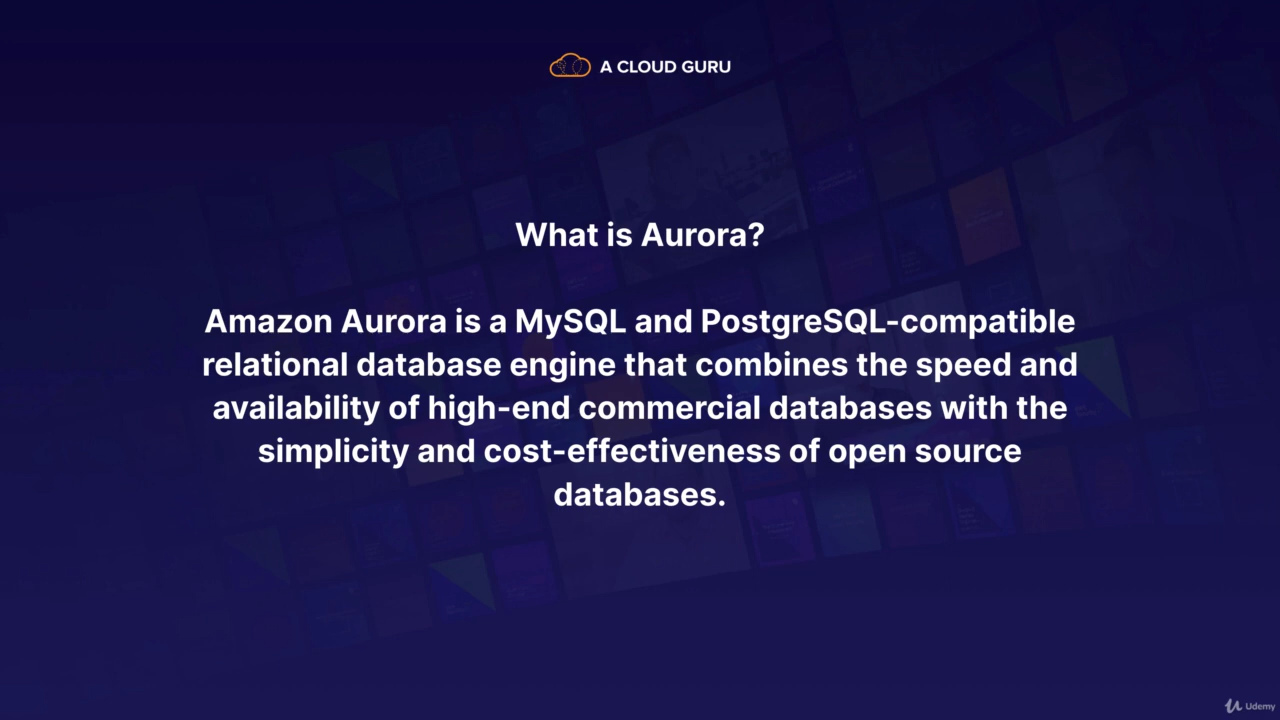 A CLOUD GURU
What is Aurora?
Amazon Aurora is a MySQL and PostgreSQL-compatible
relational database engine that combines the speed and
availability of high-end commercial databases with the
simplicity and cost-effectiveness of open source
databases.
Udemy